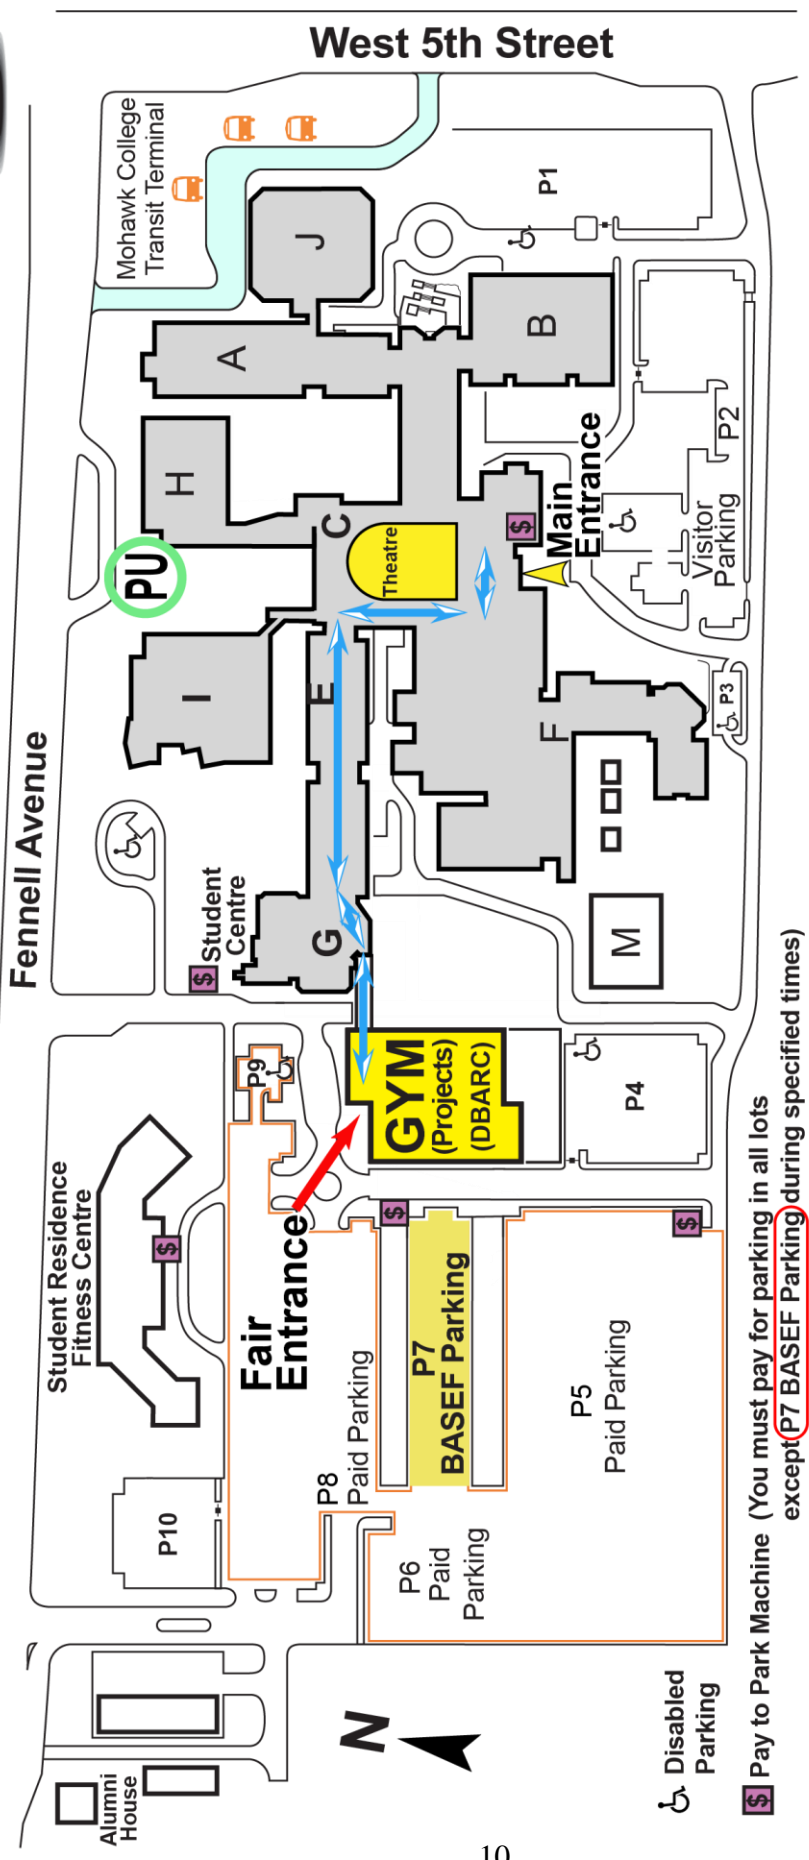 West 5th Street
Mohawk College
Transit Terminal
P1
J
A
B
H
C
Theatre
PU
$
Main
Entrance
P2
Visitor
Parking
I
E
F
P3
Fennell Avenue
$
Student
Centre
G
M
P9
GYM
(Projects)
(DBARC)
P4
Student Residence
Fitness Centre
$
Fair
Entrance
$
P7
BASEF Parking
$
P8
Paid Parking
P5
Paid Parking
P10
P6
Paid
Parking
N
Alumni
House
Disabled
Parking
$ Pay to Park Machine (You must pay for parking in all lots
except P7 BASEF Parking during specified times)
10